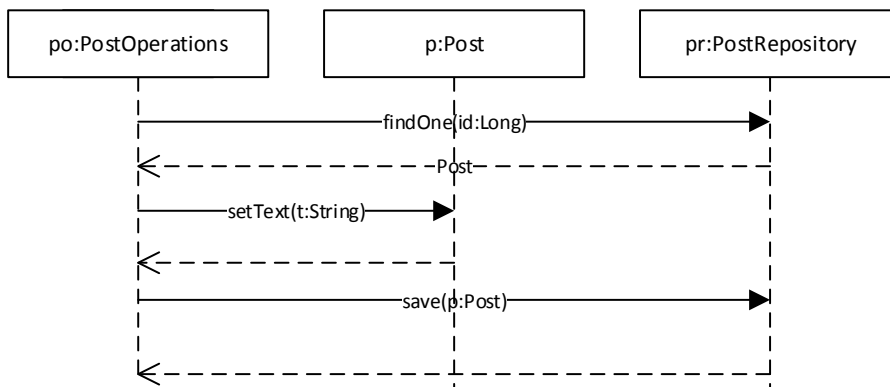 po:PostOperations
p:Post
pr:PostRepository
findOne(id:Long)
Post
setText(t:String)
save(p:Post)